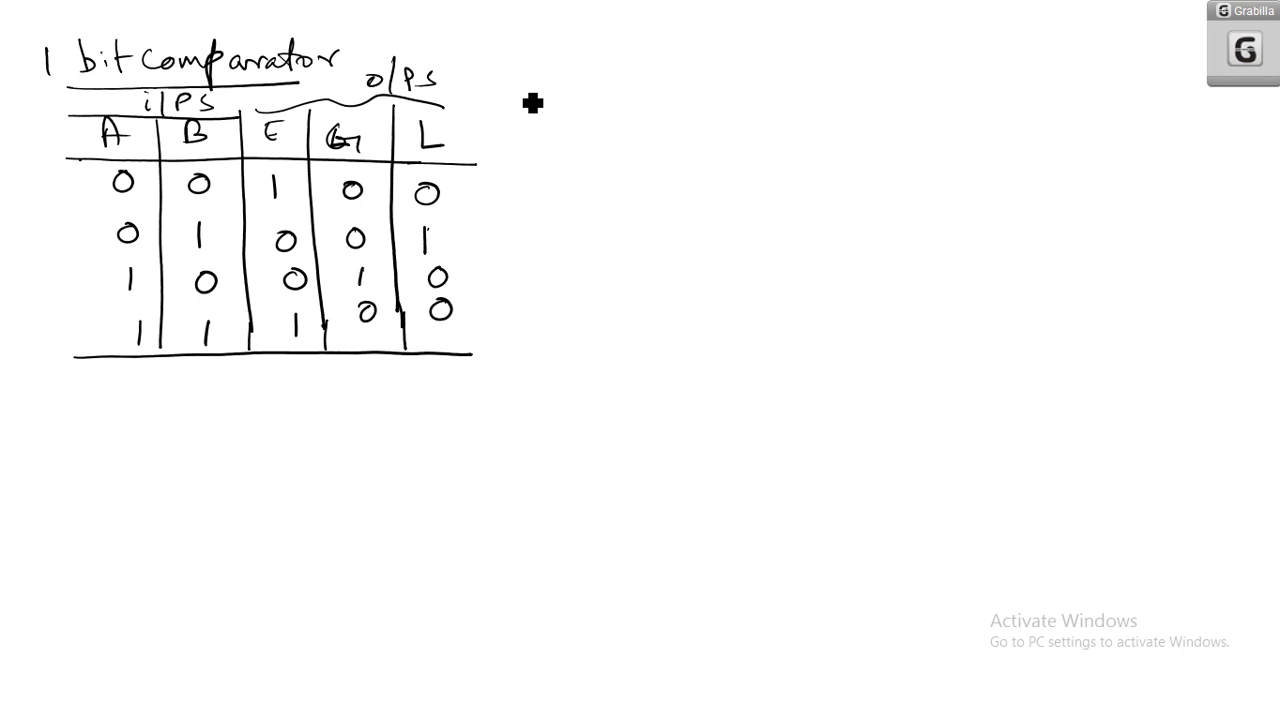 Grabilla
1 bit comparator
o/Ps
i/Ps
A B E G L
0 0 1 0 0
0 1 0 0 1
1 0 0 1 0
1 1 1 0 0
Activate Windows
Go to PC settings to activate Windows.